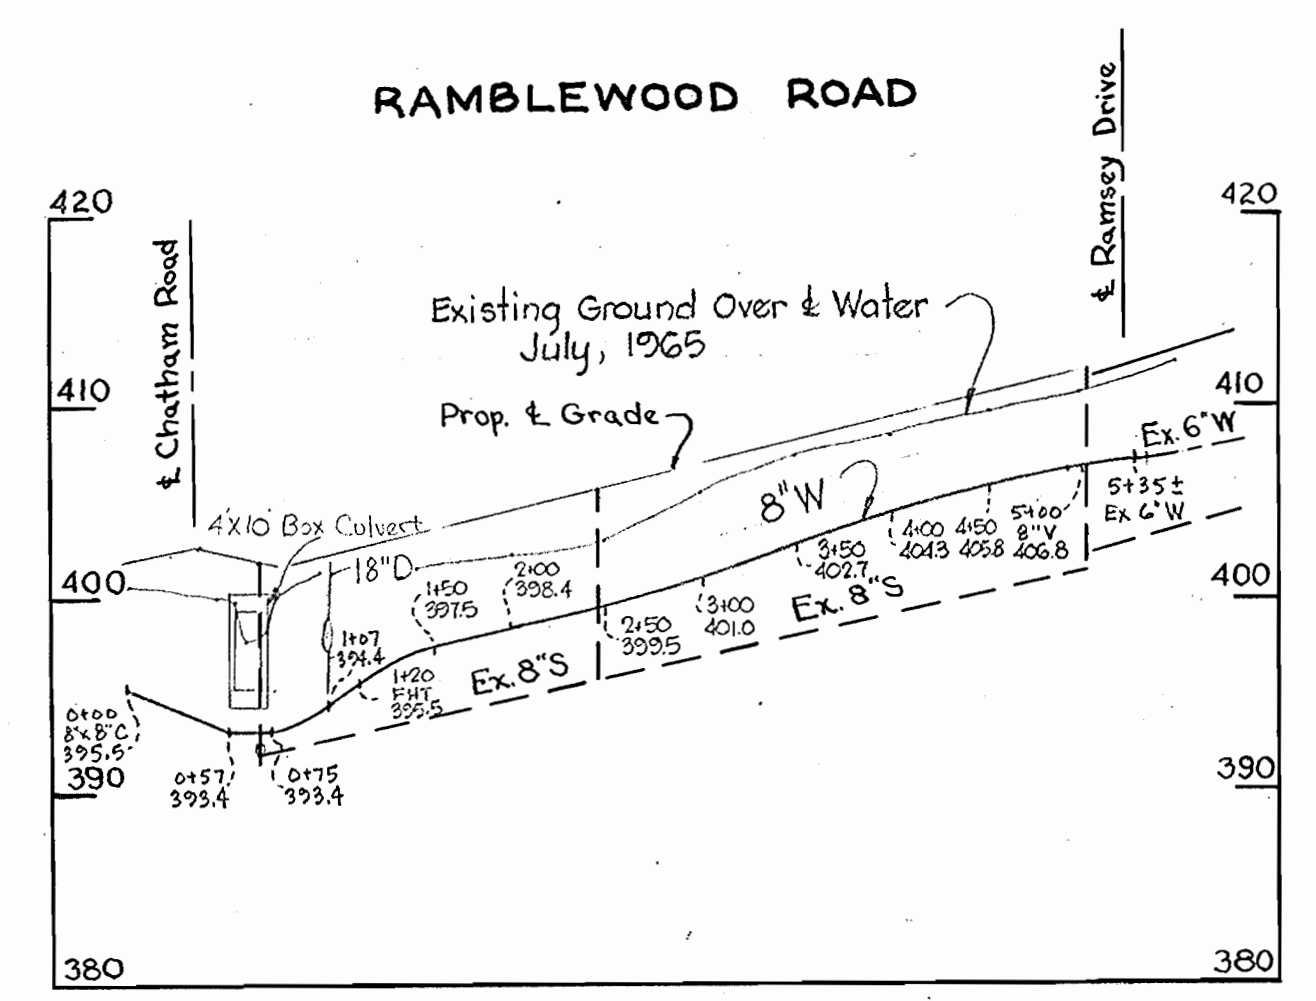 RAMBLEWOOD ROAD
℄ Ramsey Drive
420
420
℄ Chatham Road
Existing Ground Over ℄ Water
July, 1965
410
410
Prop. ℄ Grade
Ex. 6"W
8"W
5+35±
Ex 6"W
4'x10' Box Culvert
18"D
5+00
8"V
406.8
4+50
405.8
4+00
404.3
3+50
402.7
400
400
2+00
398.4
1+50
397.5
Ex. 8"S
3+00
401.0
2+50
399.5
1+07
394.4
1+20
FHT
395.5
Ex. 8"S
0+00
8"x8"C
395.5
390
390
0+57
393.4
0+75
393.4
380
380